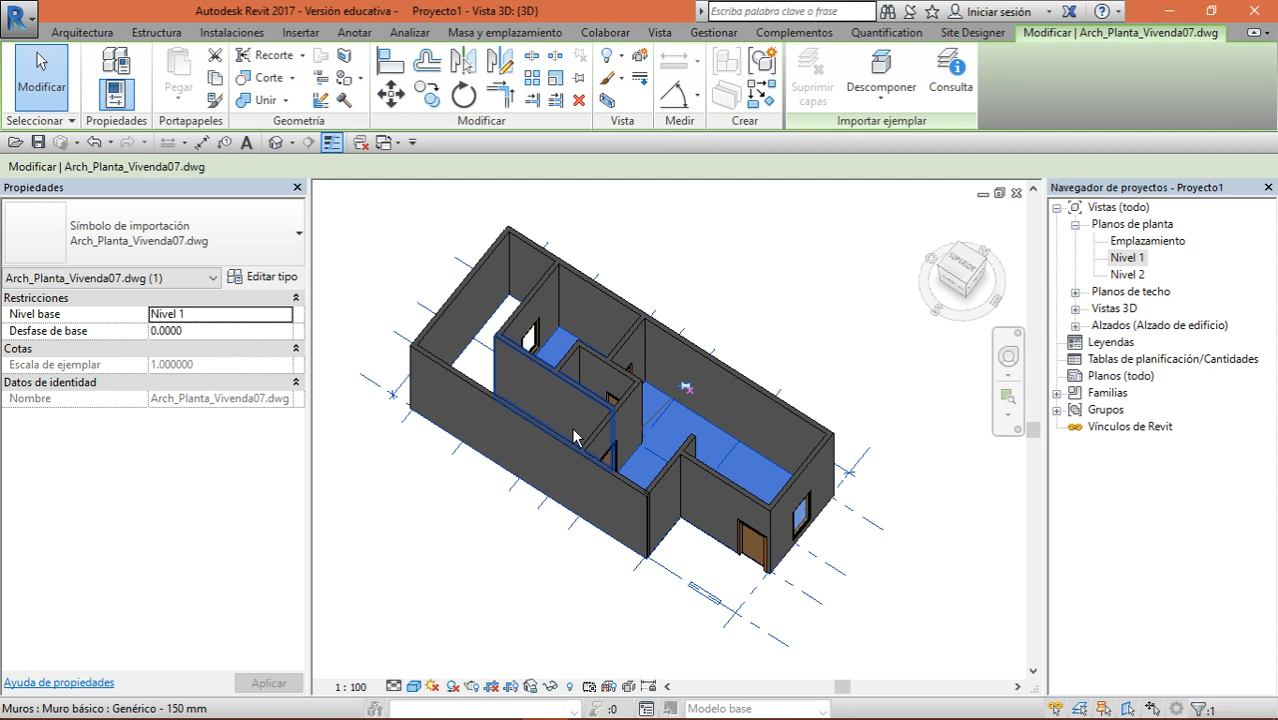 Autodesk Revit 2017 - Versión educativa - Proyecto1 - Vista 3D: {3D}
Escriba palabra clave o frase
Iniciar sesión
Arquitectura Estructura Instalaciones Insertar Anotar Analizar Masa y emplazamiento Colaborar Vista Gestionar Complementos Quantification Site Designer Modificar | Arch_Planta_Vivenda07.dwg
Modificar
Pegar
Recorte
Corte
Unir
Suprimir capas
Descomponer
Consulta
Seleccionar Propiedades Portapapeles Geometría Modificar Vista Medir Crear Importar ejemplar
Modificar | Arch_Planta_Vivenda07.dwg
Propiedades
Símbolo de importación
Arch_Planta_Vivenda07.dwg
Arch_Planta_Vivenda07.dwg (1) Editar tipo
Restricciones
Nivel base Nivel 1
Desfase de base 0.0000
Cotas
Escala de ejemplar 1.000000
Datos de identidad
Nombre Arch_Planta_Vivenda07.dwg
Ayuda de propiedades Aplicar
SUPERIOR
Navegador de proyectos - Proyecto1
Vistas (todo)
Planos de planta
Emplazamiento
Nivel 1
Nivel 2
Planos de techo
Vistas 3D
Alzados (Alzado de edificio)
Leyendas
Tablas de planificación/Cantidades
Planos (todo)
Familias
Grupos
Vínculos de Revit
1 : 100
Muros : Muro básico : Genérico - 150 mm
:0
Modelo base
:1